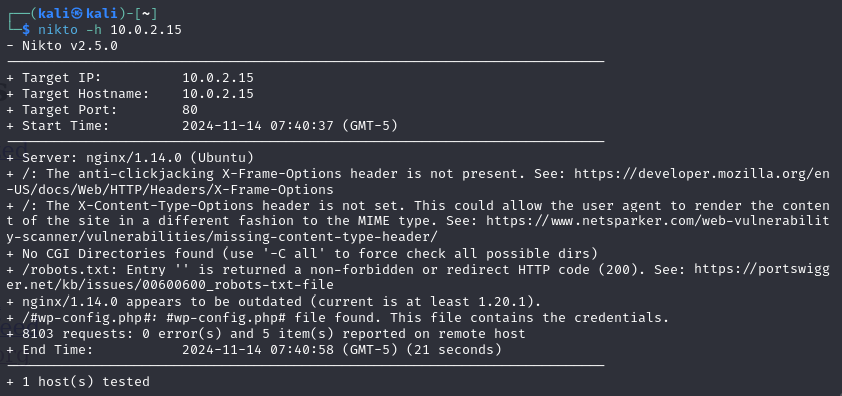 ┌──(kali㉿kali)-[~]
└─$ nikto -h 10.0.2.15
- Nikto v2.5.0
---------------------------------------------------------------------------
+ Target IP:          10.0.2.15
+ Target Hostname:    10.0.2.15
+ Target Port:        80
+ Start Time:         2024-11-14 07:40:37 (GMT-5)
---------------------------------------------------------------------------
+ Server: nginx/1.14.0 (Ubuntu)
+ /: The anti-clickjacking X-Frame-Options header is not present. See: https://developer.mozilla.org/en
-US/docs/Web/HTTP/Headers/X-Frame-Options
+ /: The X-Content-Type-Options header is not set. This could allow the user agent to render the conten
t of the site in a different fashion to the MIME type. See: https://www.netsparker.com/web-vulnerabilit
y-scanner/vulnerabilities/missing-content-type-header/
+ No CGI Directories found (use '-C all' to force check all possible dirs)
+ /robots.txt: Entry '' is returned a non-forbidden or redirect HTTP code (200). See: https://portswigg
er.net/kb/issues/00600600_robots-txt-file
+ nginx/1.14.0 appears to be outdated (current is at least 1.20.1).
+ /#wp-config.php#: #wp-config.php# file found. This file contains the credentials.
+ 8103 requests: 0 error(s) and 5 item(s) reported on remote host
+ End Time:           2024-11-14 07:40:58 (GMT-5) (21 seconds)
---------------------------------------------------------------------------
+ 1 host(s) tested